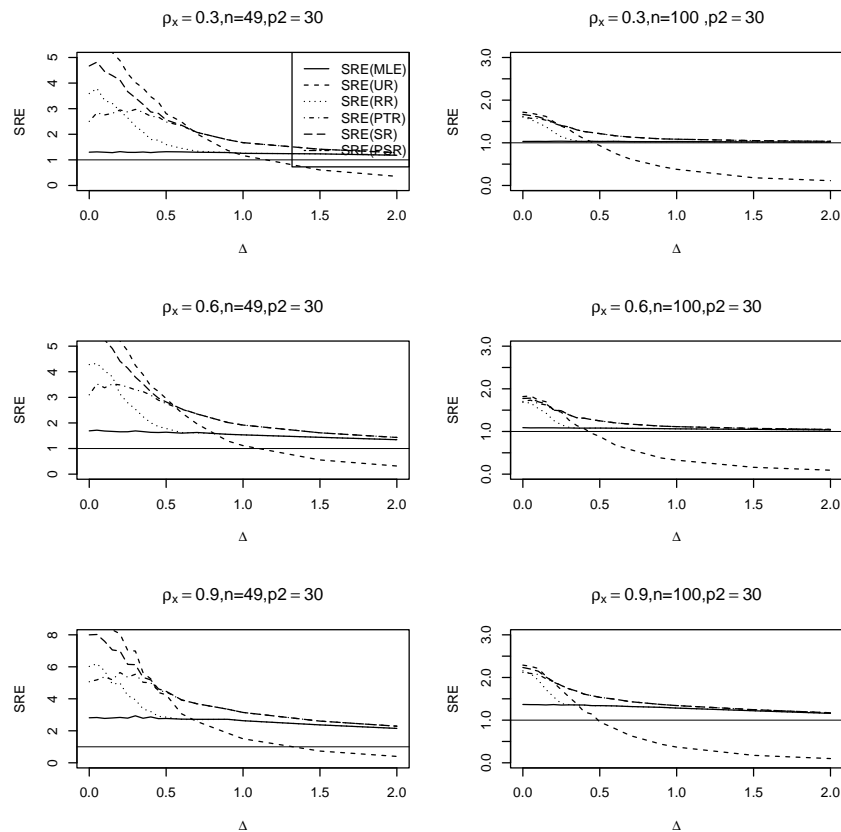 ρx = 0.3,n=49,p2 = 30
SRE
5
4
3
2
1
0
SRE(MLE)
SRE(UR)
SRE(RR)
SRE(PTR)
SRE(SR)
SRE(PSR)
0.0 0.5 1.0 1.5 2.0
Δ
ρx = 0.3,n=100 ,p2 = 30
SRE
3.0
2.0
1.0
0.0
0.0 0.5 1.0 1.5 2.0
Δ
ρx = 0.6,n=49,p2 = 30
SRE
5
4
3
2
1
0
0.0 0.5 1.0 1.5 2.0
Δ
ρx = 0.6,n=100,p2 = 30
SRE
3.0
2.0
1.0
0.0
0.0 0.5 1.0 1.5 2.0
Δ
ρx = 0.9,n=49,p2 = 30
SRE
8
6
4
2
0
0.0 0.5 1.0 1.5 2.0
Δ
ρx = 0.9,n=100,p2 = 30
SRE
3.0
2.0
1.0
0.0
0.0 0.5 1.0 1.5 2.0
Δ